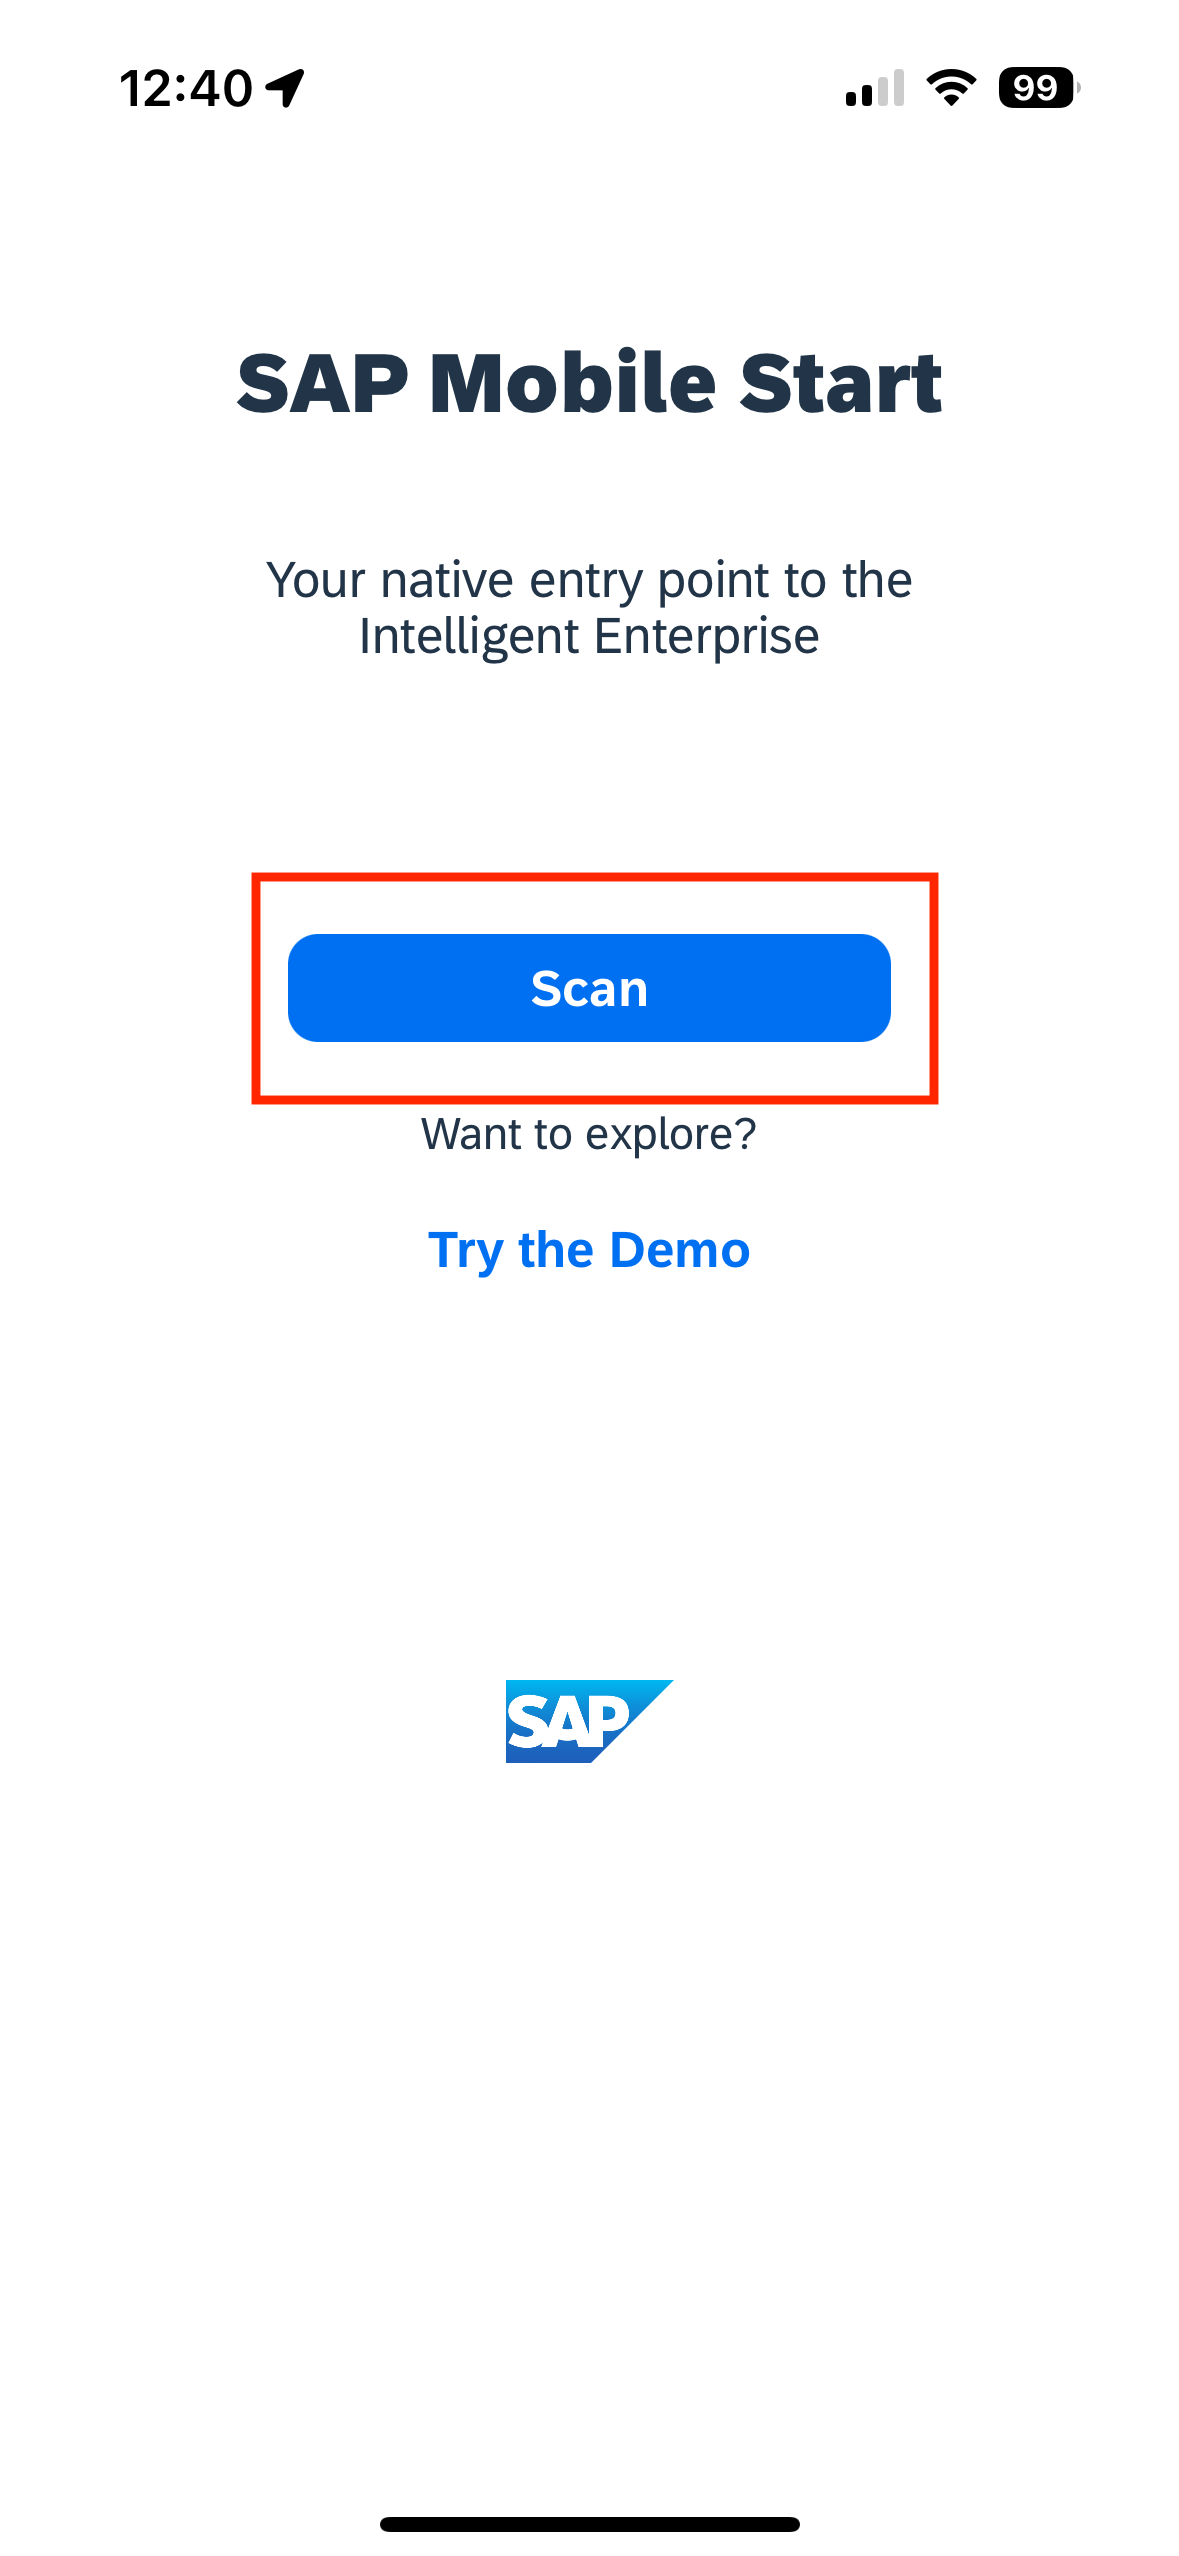 12:40
99
SAP Mobile Start
Your native entry point to the
Intelligent Enterprise
Scan
Want to explore?
Try the Demo
SAP